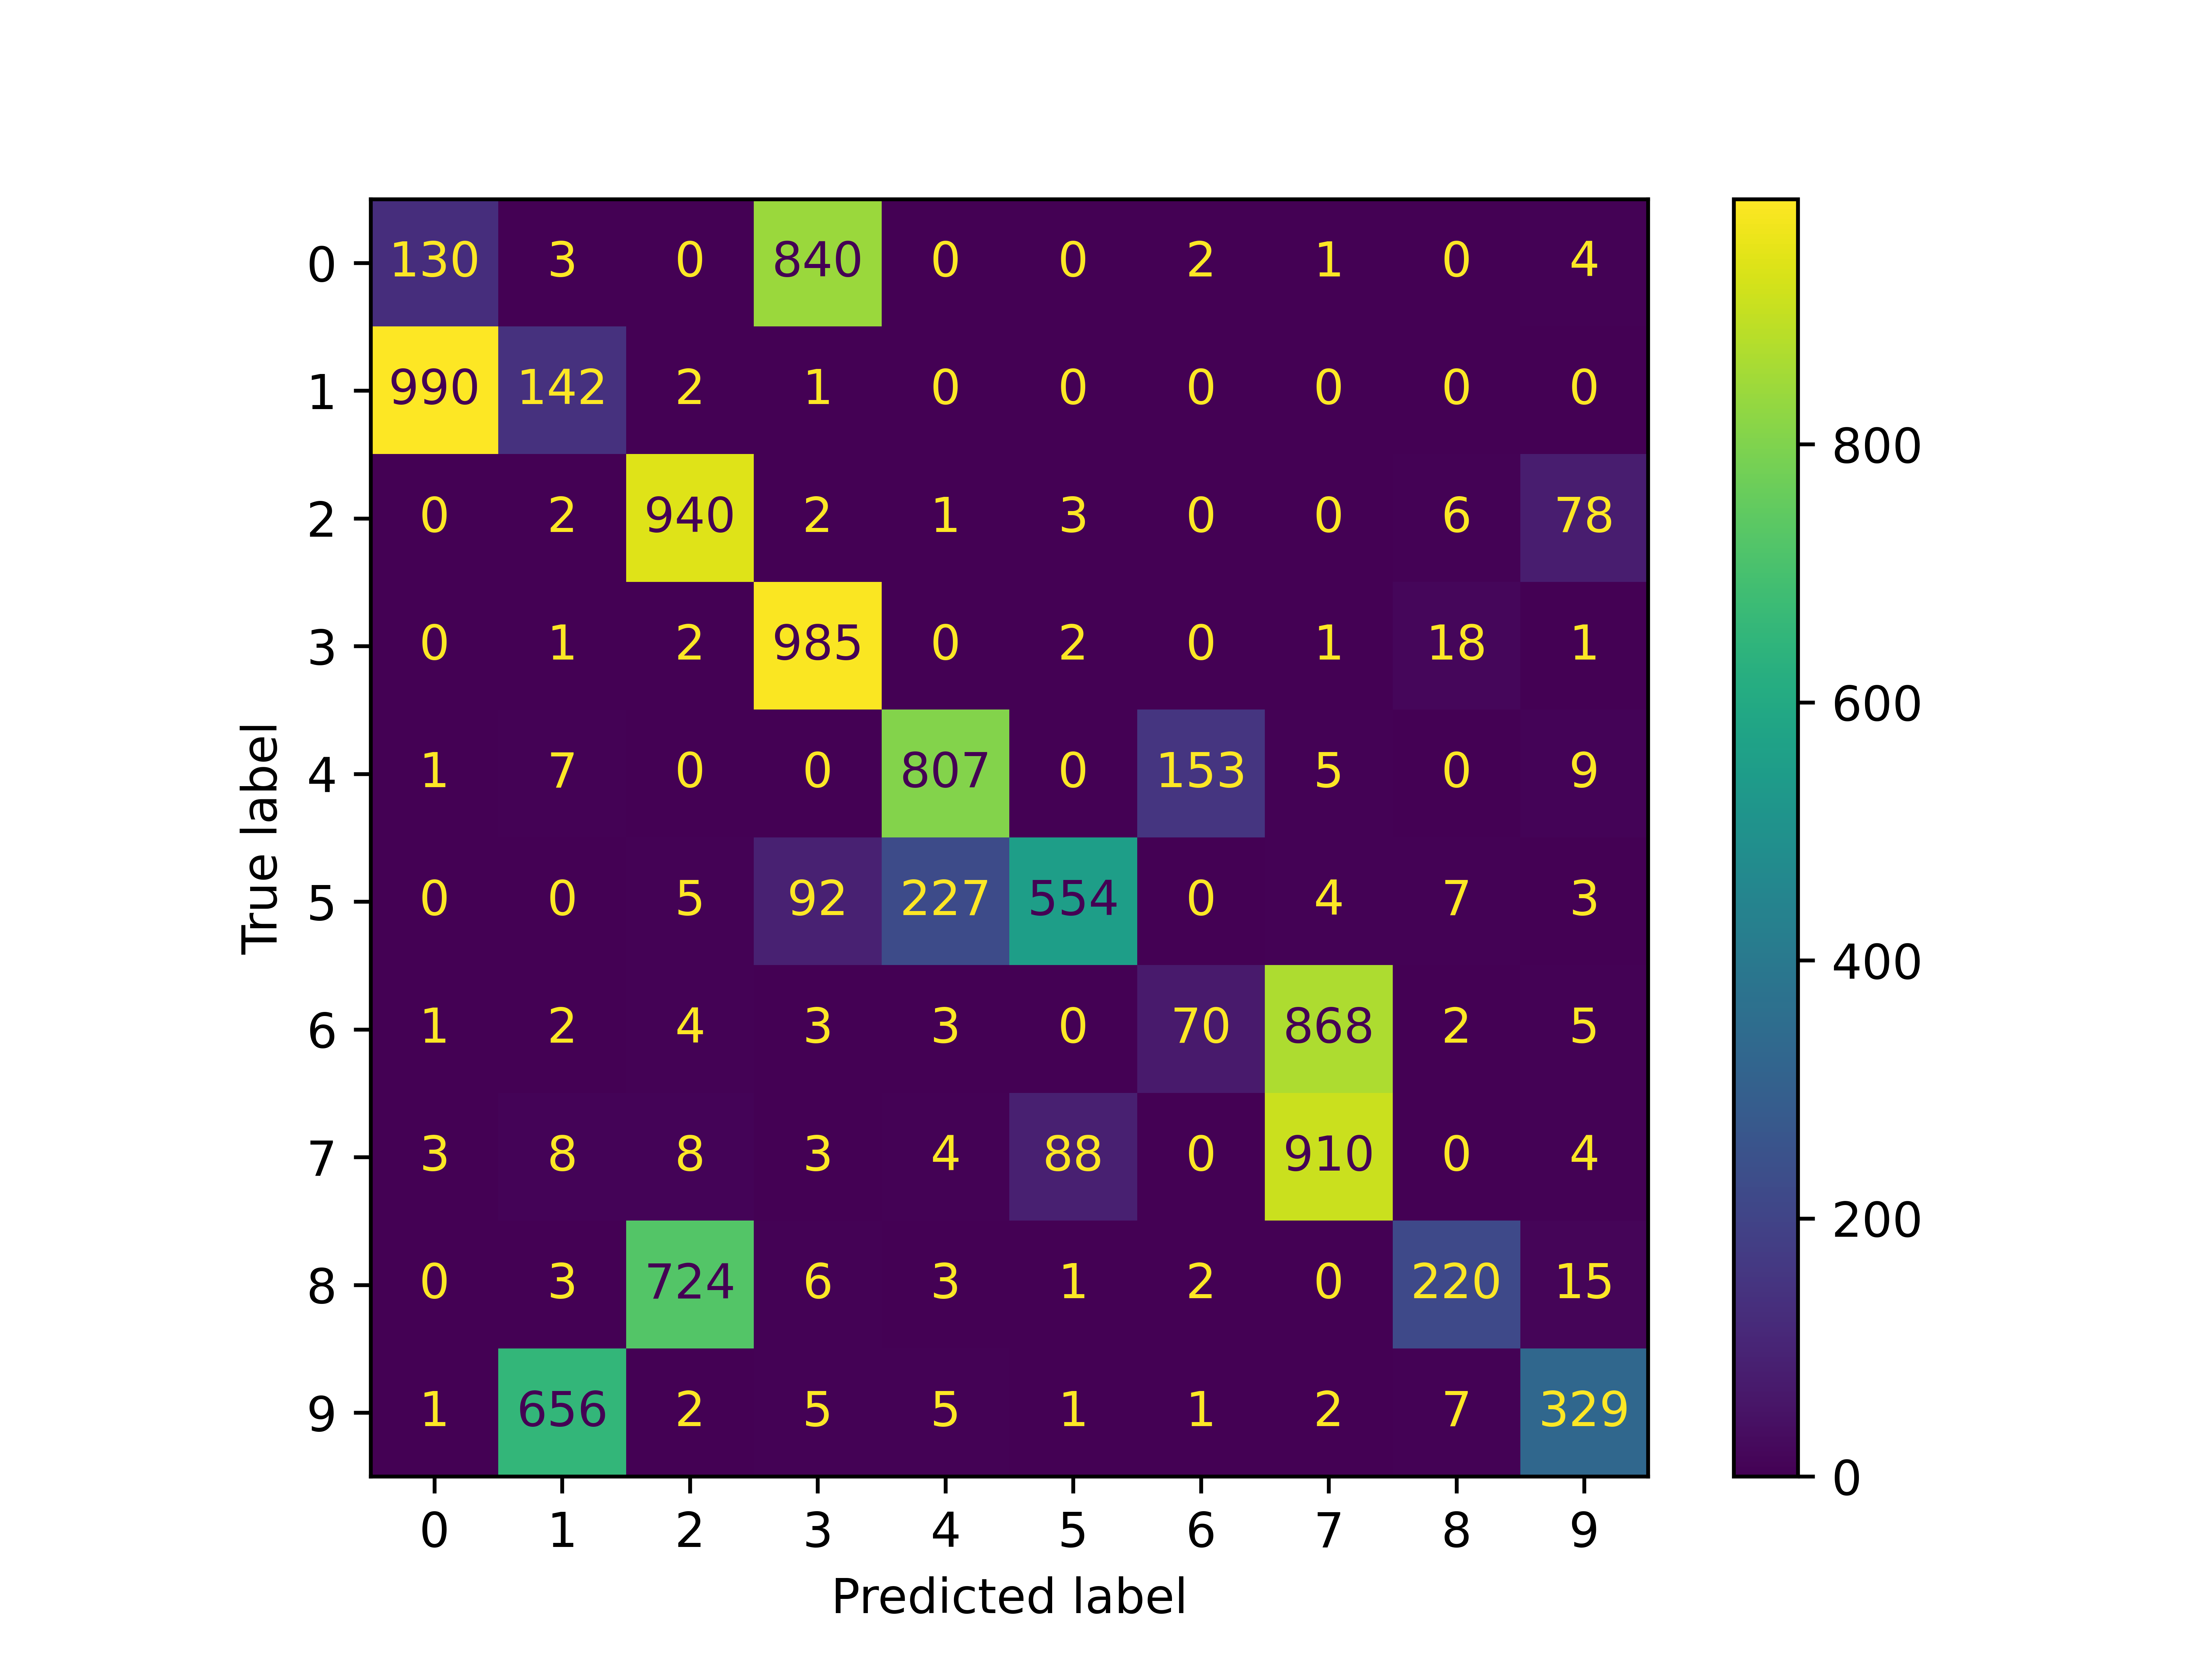 0 130 3 0 840 0 0 2 1 0 4
1 990 142 2 1 0 0 0 0 0 0
2 0 2 940 2 1 3 0 0 6 78
3 0 1 2 985 0 2 0 1 18 1
4 1 7 0 0 807 0 153 5 0 9
5 0 0 5 92 227 554 0 4 7 3
6 1 2 4 3 3 0 70 868 2 5
7 3 8 8 3 4 88 0 910 0 4
8 0 3 724 6 3 1 2 0 220 15
9 1 656 2 5 5 1 1 2 7 329
0 1 2 3 4 5 6 7 8 9
Predicted label
True label
800
600
400
200
0